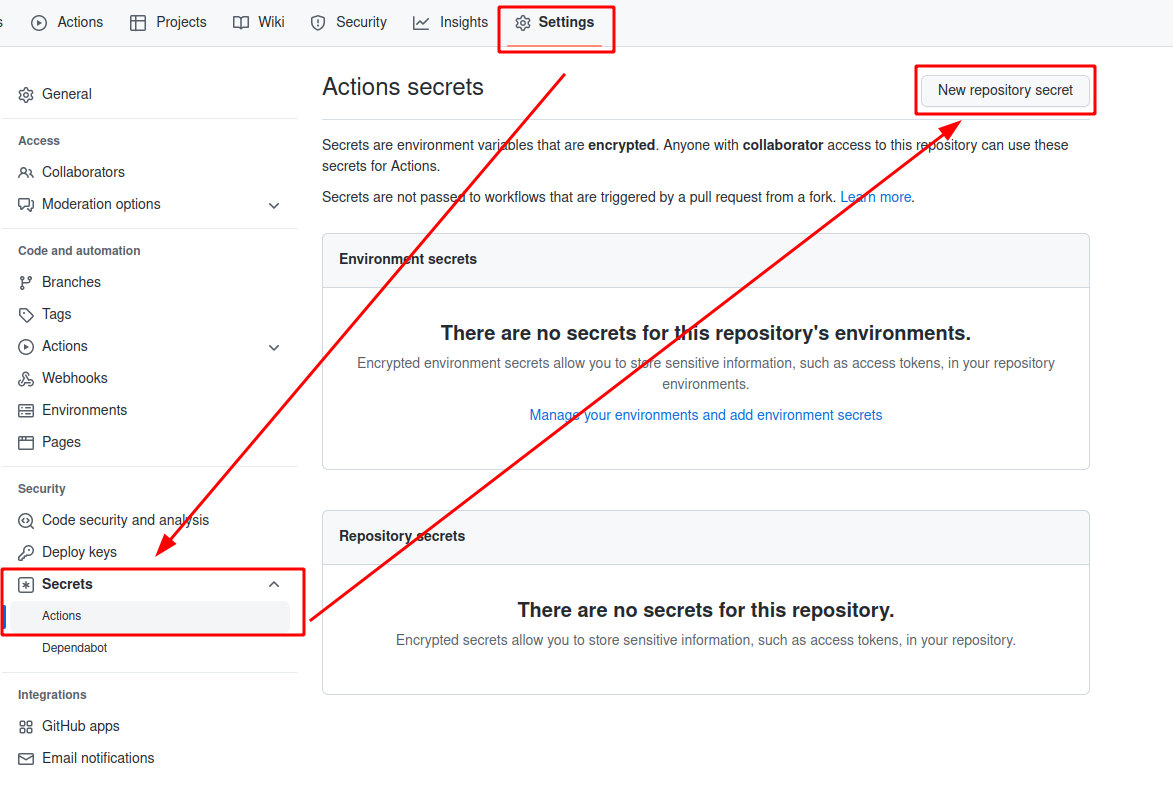 s Actions Projects Wiki Security Insights Settings
General
Access
Collaborators
Moderation options
Code and automation
Branches
Tags
Actions
Webhooks
Environments
Pages
Security
Code security and analysis
Deploy keys
Secrets
Actions
Dependabot
Integrations
GitHub apps
Email notifications
Actions secrets
New repository secret
Secrets are environment variables that are encrypted. Anyone with collaborator access to this repository can use these
secrets for Actions.
Secrets are not passed to workflows that are triggered by a pull request from a fork. Learn more.
Environment secrets
There are no secrets for this repository's environments.
Encrypted environment secrets allow you to store sensitive information, such as access tokens, in your repository
environments.
Manage your environments and add environment secrets
Repository secrets
There are no secrets for this repository.
Encrypted secrets allow you to store sensitive information, such as access tokens, in your repository.